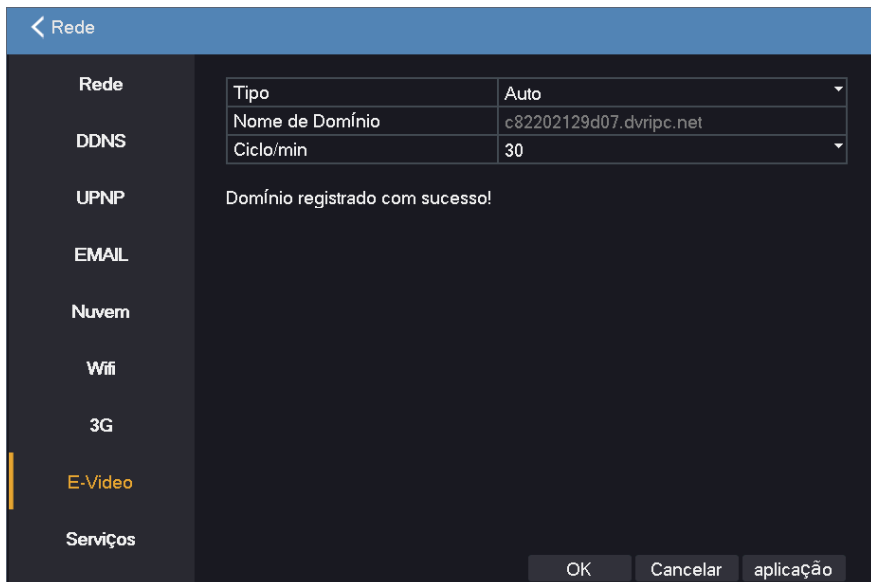 Rede
Rede
DDNS
UPNP
EMAIL
Nuvem
Wifi
3G
E-Video
Serviços
Tipo Auto
Nome de Domínio c82202129d07.dvripc.net
Ciclo/min 30
Domínio registrado com sucesso!
OK Cancelar aplicação